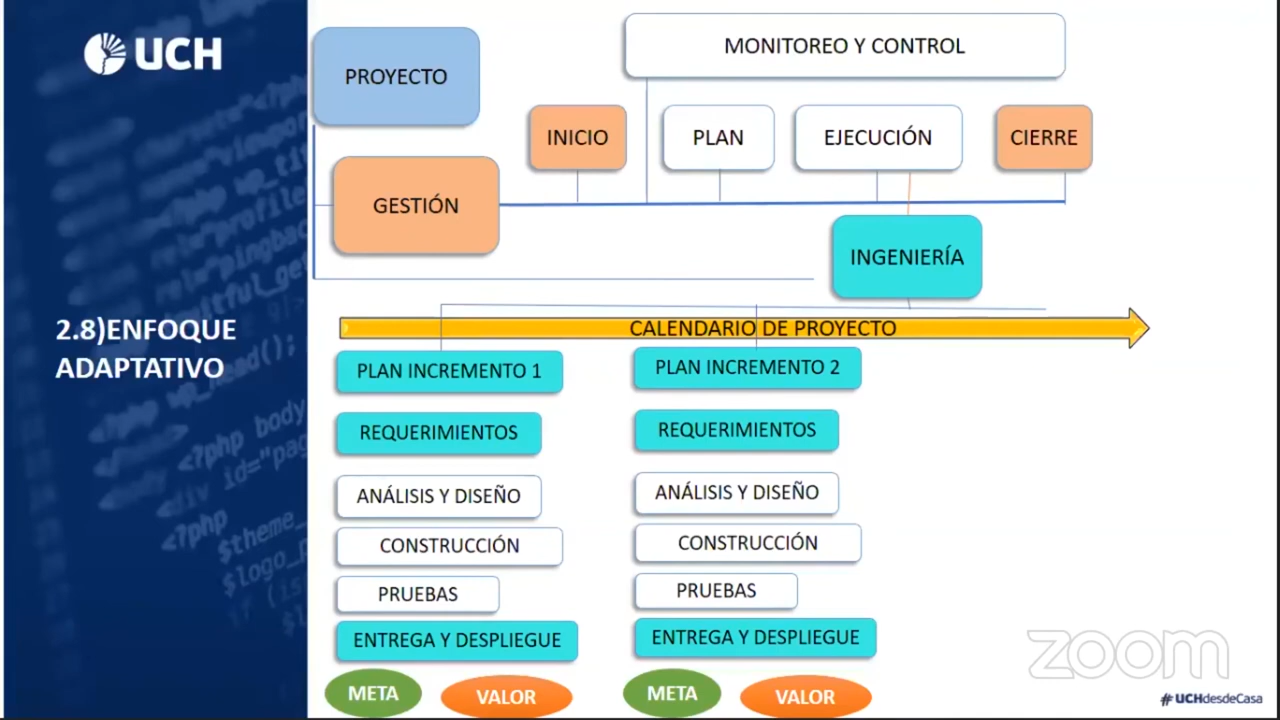 UCH
PROYECTO
MONITOREO Y CONTROL
INICIO
PLAN
EJECUCIÓN
CIERRE
GESTIÓN
INGENIERÍA
2.8)ENFOQUE
ADAPTATIVO
CALENDARIO DE PROYECTO
PLAN INCREMENTO 1
REQUERIMIENTOS
ANÁLISIS Y DISEÑO
CONSTRUCCIÓN
PRUEBAS
ENTREGA Y DESPLIEGUE
META
VALOR
PLAN INCREMENTO 2
REQUERIMIENTOS
ANÁLISIS Y DISEÑO
CONSTRUCCIÓN
PRUEBAS
ENTREGA Y DESPLIEGUE
META
VALOR
zoom
#UCHdesdeCasa